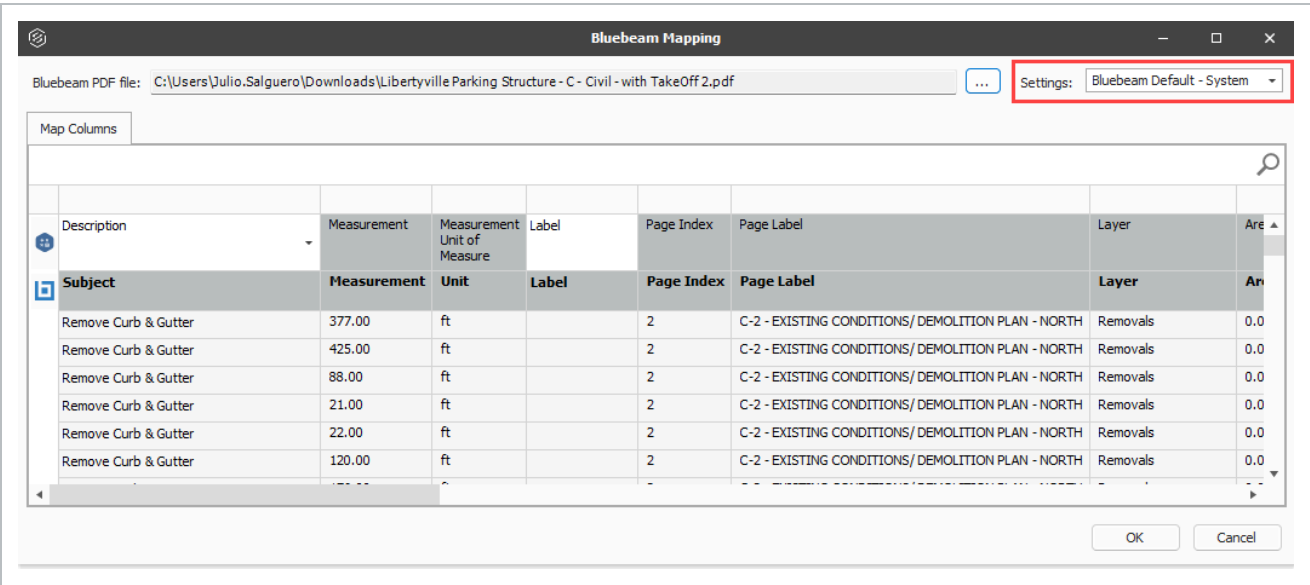 Bluebeam Mapping
Bluebeam PDF file: C:\Users\Julio.Salguero\Downloads\Libertyville Parking Structure - C - Civil - with TakeOff 2.pdf ... Settings: Bluebeam Default - System
Map Columns
Description Measurement Measurement Unit of Measure Label Page Index Page Label Layer Are
Subject Measurement Unit Label Page Index Page Label Layer Are
Remove Curb & Gutter 377.00 ft 2 C-2 - EXISTING CONDITIONS/ DEMOLITION PLAN - NORTH Removals 0.0
Remove Curb & Gutter 425.00 ft 2 C-2 - EXISTING CONDITIONS/ DEMOLITION PLAN - NORTH Removals 0.0
Remove Curb & Gutter 88.00 ft 2 C-2 - EXISTING CONDITIONS/ DEMOLITION PLAN - NORTH Removals 0.0
Remove Curb & Gutter 21.00 ft 2 C-2 - EXISTING CONDITIONS/ DEMOLITION PLAN - NORTH Removals 0.0
Remove Curb & Gutter 22.00 ft 2 C-2 - EXISTING CONDITIONS/ DEMOLITION PLAN - NORTH Removals 0.0
Remove Curb & Gutter 120.00 ft 2 C-2 - EXISTING CONDITIONS/ DEMOLITION PLAN - NORTH Removals 0.0
OK Cancel